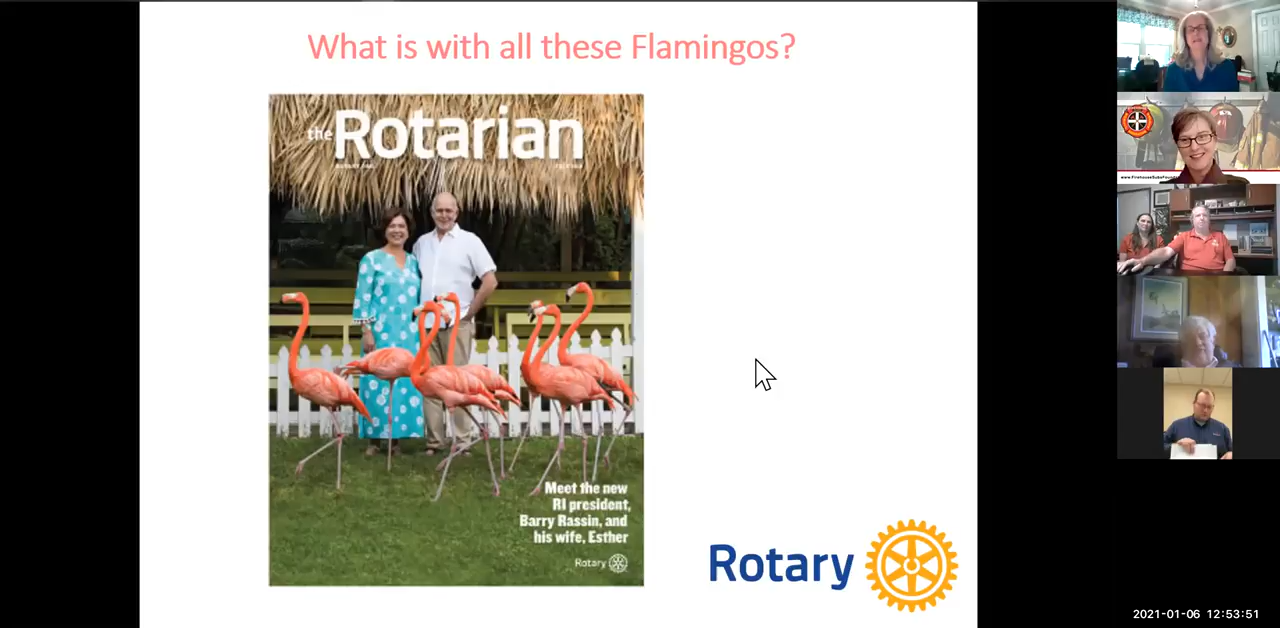 What is with all these Flamingos?
the Rotarian
Meet the new
RI president,
Barry Rassin, and
his wife, Esther
Rotary
Rotary
2021-01-06 12:53:51